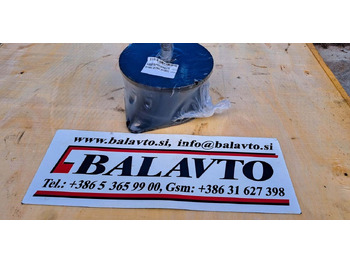 www.balavto.si, info@balavto.si
BALAVTO
Tel.: +386 5 365 99 00, Gsm: +386 31 627 398